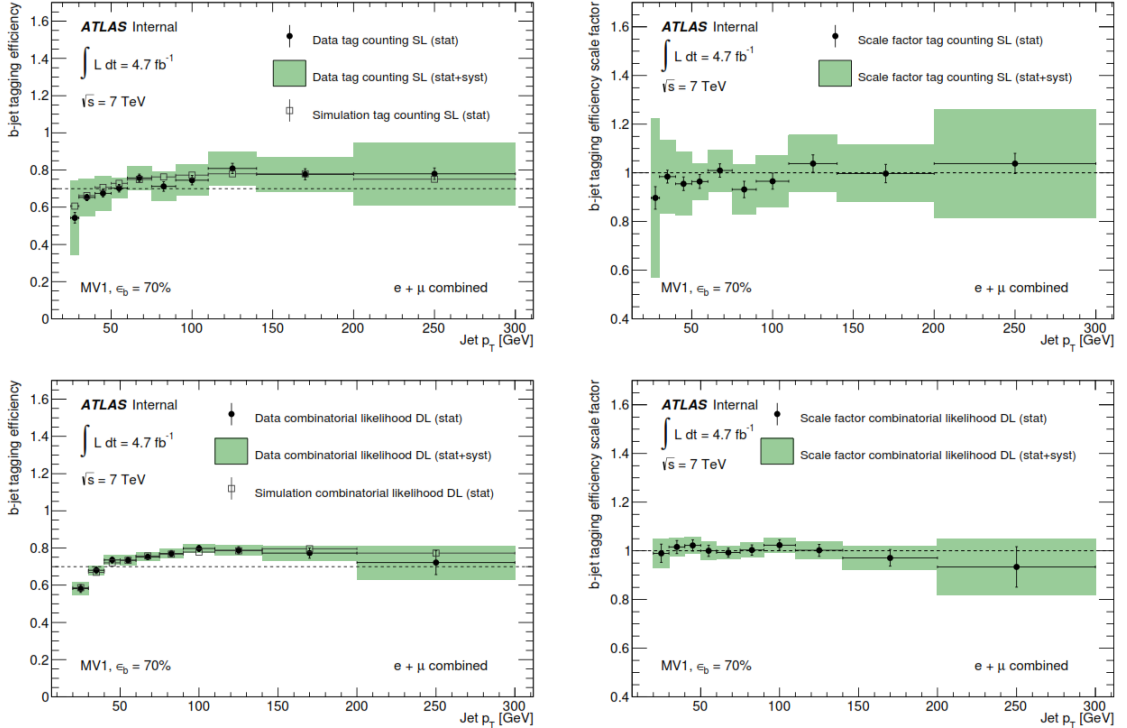 b-jet tagging efficiency
1.6
1.4
1.2
1
0.8
0.6
0.4
0.2
0
ATLAS Internal
∫ L dt = 4.7 fb⁻¹
√s = 7 TeV
Data tag counting SL (stat)
Data tag counting SL (stat+syst)
Simulation tag counting SL (stat)
MV1, ϵb = 70%
e + μ combined
50 100 150 200 250 300
Jet pT [GeV]
b-jet tagging efficiency scale factor
1.6
1.4
1.2
1
0.8
0.6
0.4
ATLAS Internal
∫ L dt = 4.7 fb⁻¹
√s = 7 TeV
Scale factor tag counting SL (stat)
Scale factor tag counting SL (stat+syst)
MV1, ϵb = 70%
e + μ combined
50 100 150 200 250 300
Jet pT [GeV]
b-jet tagging efficiency
1.6
1.4
1.2
1
0.8
0.6
0.4
0.2
0
ATLAS Internal
∫ L dt = 4.7 fb⁻¹
√s = 7 TeV
Data combinatorial likelihood DL (stat)
Data combinatorial likelihood DL (stat+syst)
Simulation combinatorial likelihood DL (stat)
MV1, ϵb = 70%
e + μ combined
50 100 150 200 250 300
Jet pT [GeV]
b-jet tagging efficiency scale factor
1.6
1.4
1.2
1
0.8
0.6
0.4
ATLAS Internal
∫ L dt = 4.7 fb⁻¹
√s = 7 TeV
Scale factor combinatorial likelihood DL (stat)
Scale factor combinatorial likelihood DL (stat+syst)
MV1, ϵb = 70%
e + μ combined
50 100 150 200 250 300
Jet pT [GeV]